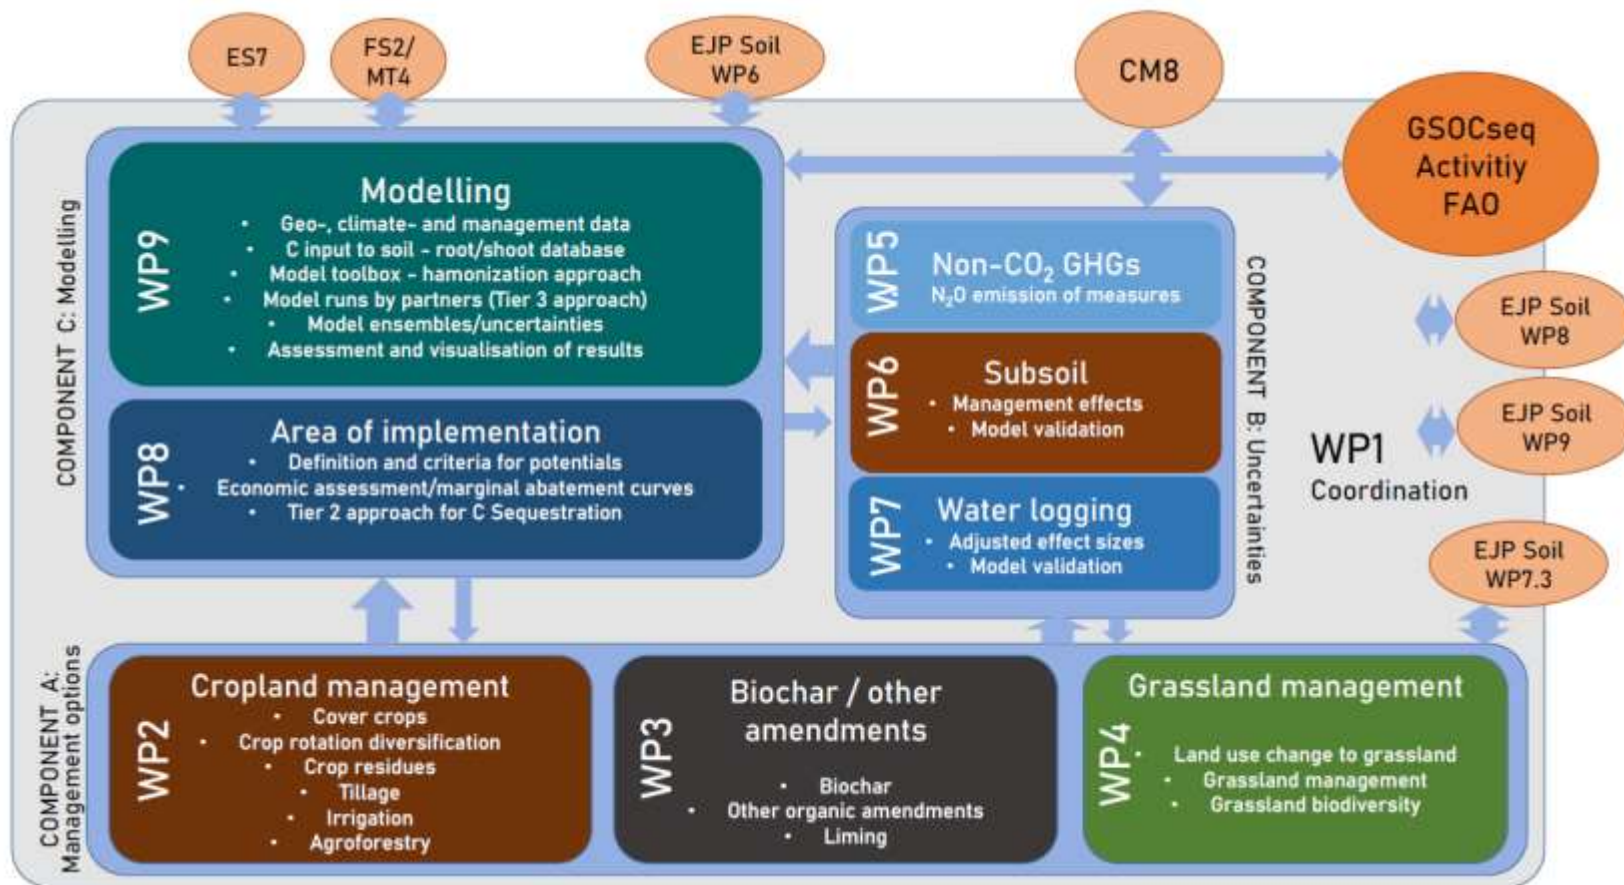 ES7
FS2/
MT4
EJP Soil
WP6
CM8
GSOCseq
Activitiy
FAO
COMPONENT C: Modelling
WP9
Modelling
• Geo-, climate- and management data
• C input to soil - root/shoot database
• Model toolbox - hamonization approach
• Model runs by partners (Tier 3 approach)
• Model ensembles/uncertainties
• Assessment and visualisation of results
WP8
Area of implementation
• Definition and criteria for potentials
• Economic assessment/marginal abatement curves
• Tier 2 approach for C Sequestration
WP5
Non-CO₂ GHGs
N₂O emission of measures
WP6
Subsoil
• Management effects
• Model validation
WP7
Water logging
• Adjusted effect sizes
• Model validation
COMPONENT B: Uncertainties
EJP Soil
WP8
EJP Soil
WP9
WP1
Coordination
EJP Soil
WP7.3
COMPONENT A:
Management options
WP2
Cropland management
• Cover crops
• Crop rotation diversification
• Crop residues
• Tillage
• Irrigation
• Agroforestry
WP3
Biochar / other
amendments
• Biochar
• Other organic amendments
• Liming
WP4
Grassland management
• Land use change to grassland
• Grassland management
• Grassland biodiversity